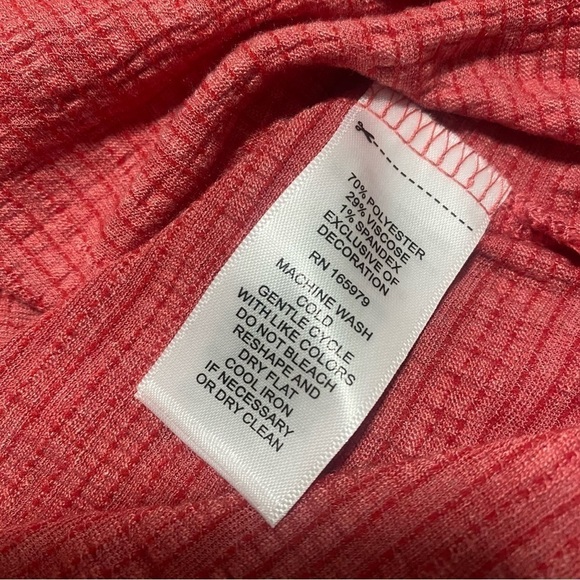 70% POLYESTER
29% VISCOSE
1% SPANDEX
EXCLUSIVE OF
DECORATION
RN 165979
MACHINE WASH
COLD
GENTLE CYCLE
WITH LIKE COLORS
DO NOT BLEACH
RESHAPE AND
DRY FLAT
COOL IRON
IF NECESSARY
OR DRY CLEAN